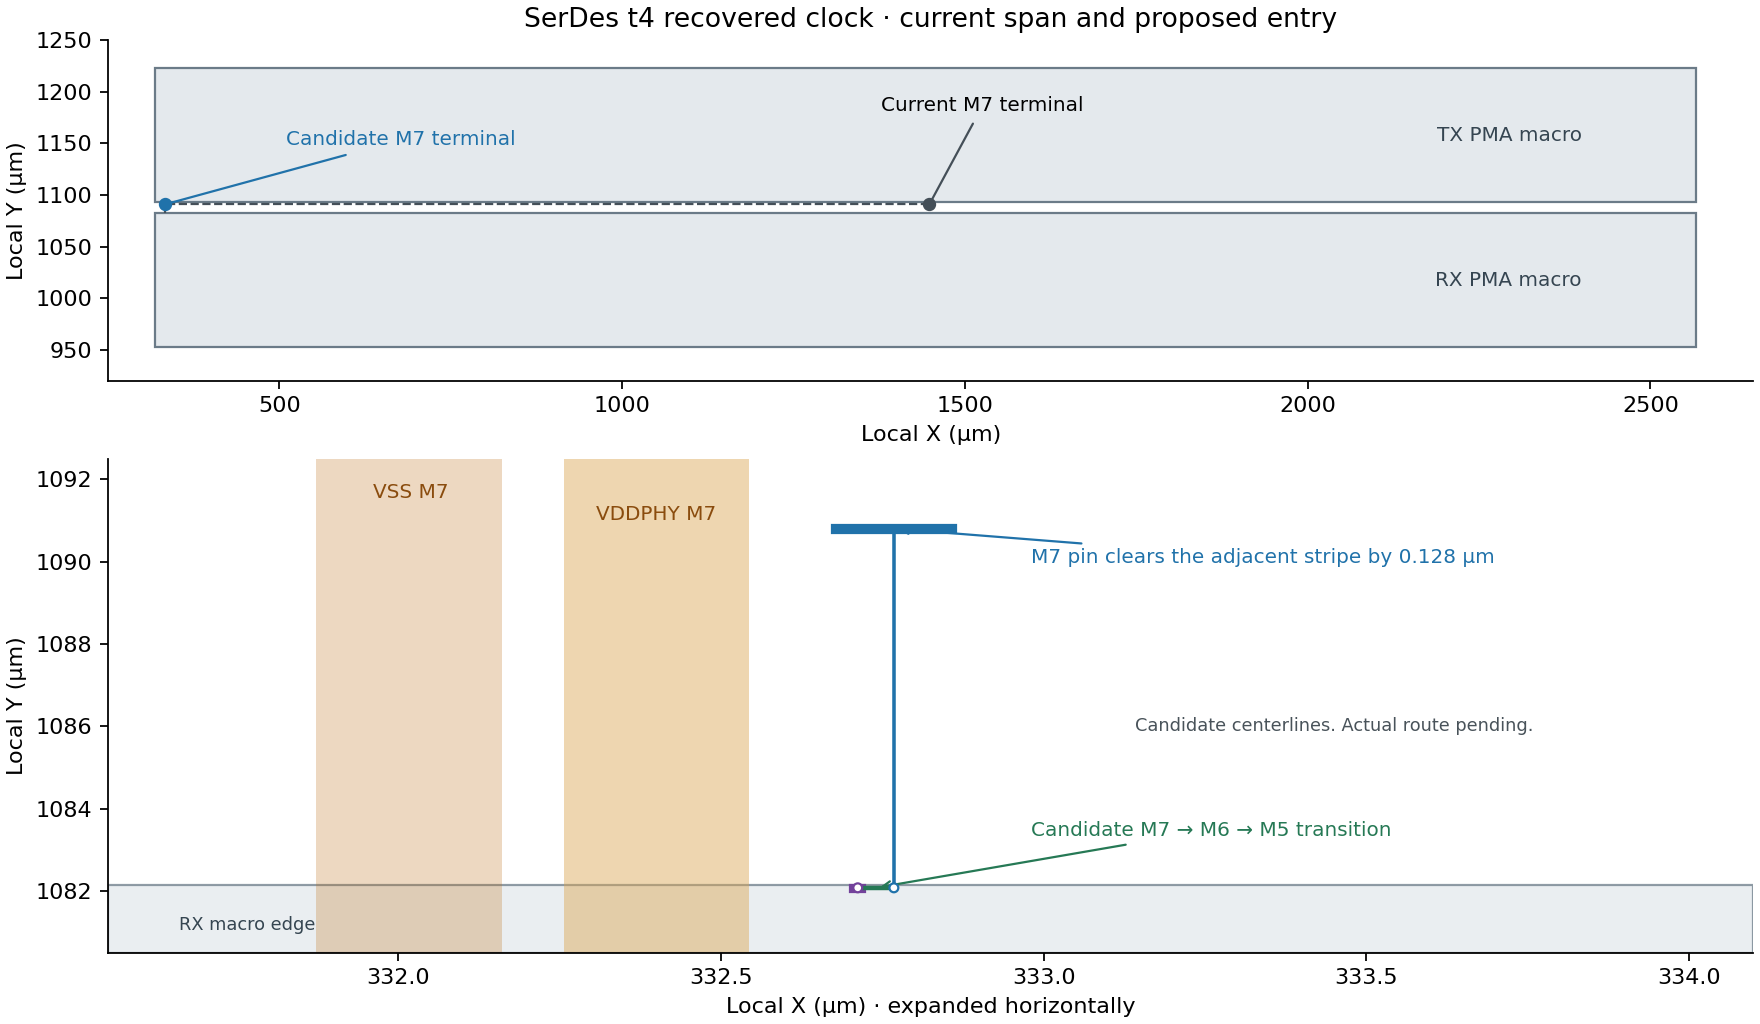 SerDes t4 recovered clock · current span and proposed entry
1250
1200
1150
1100
1050
1000
950
Local Y (μm)
Current M7 terminal
Candidate M7 terminal
TX PMA macro
RX PMA macro
500
1000
1500
2000
2500
Local X (μm)
1092
1090
1088
1086
1084
1082
Local Y (μm)
VSS M7
VDDPHY M7
M7 pin clears the adjacent stripe by 0.128 μm
Candidate centerlines. Actual route pending.
Candidate M7 → M6 → M5 transition
RX macro edge
332.0
332.5
333.0
333.5
334.0
Local X (μm) · expanded horizontally